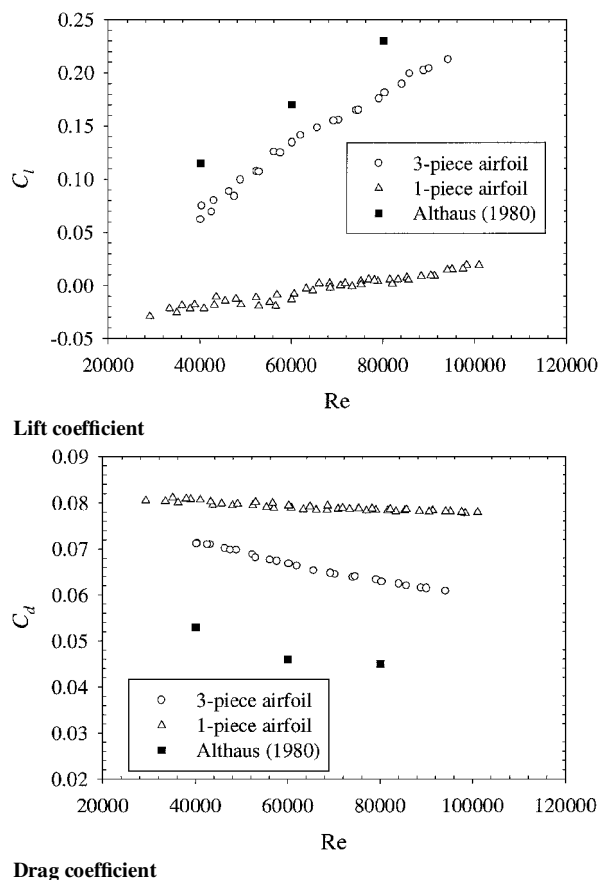 0.25
0.20
0.15
0.10
0.05
0.00
-0.05
C_l
3-piece airfoil
1-piece airfoil
Althaus (1980)
20000 40000 60000 80000 100000 120000
Re
Lift coefficient
0.09
0.08
0.07
0.06
0.05
0.04
0.03
0.02
C_d
3-piece airfoil
1-piece airfoil
Althaus (1980)
20000 40000 60000 80000 100000 120000
Re
Drag coefficient